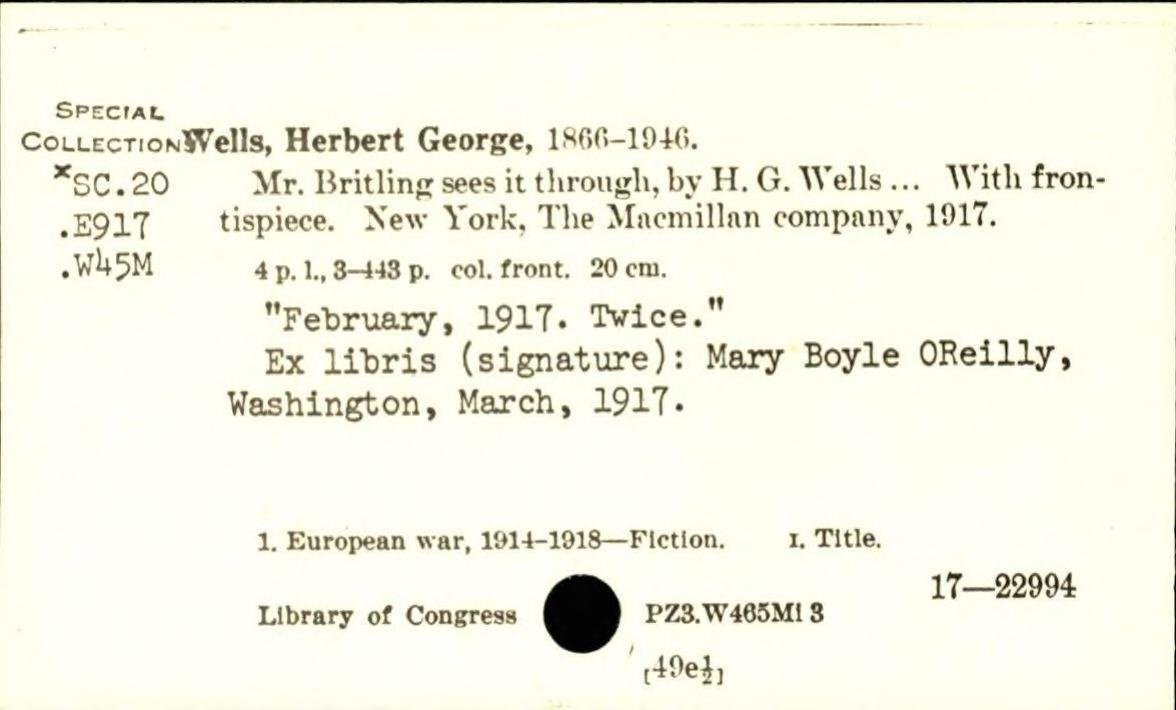 SPECIAL
COLLECTION Wells, Herbert George, 1866–1946.
xSC.20 Mr. Britling sees it through, by H. G. Wells ... With fron-
.E917 tispiece. New York, The Macmillan company, 1917.
.W45M 4 p. l., 3–443 p. col. front. 20 cm.
"February, 1917. Twice."
Ex libris (signature): Mary Boyle OReilly,
Washington, March, 1917.
1. European war, 1914–1918—Fiction. I. Title.
17—22994
Library of Congress PZ3.W465Mi 3
[49e½]